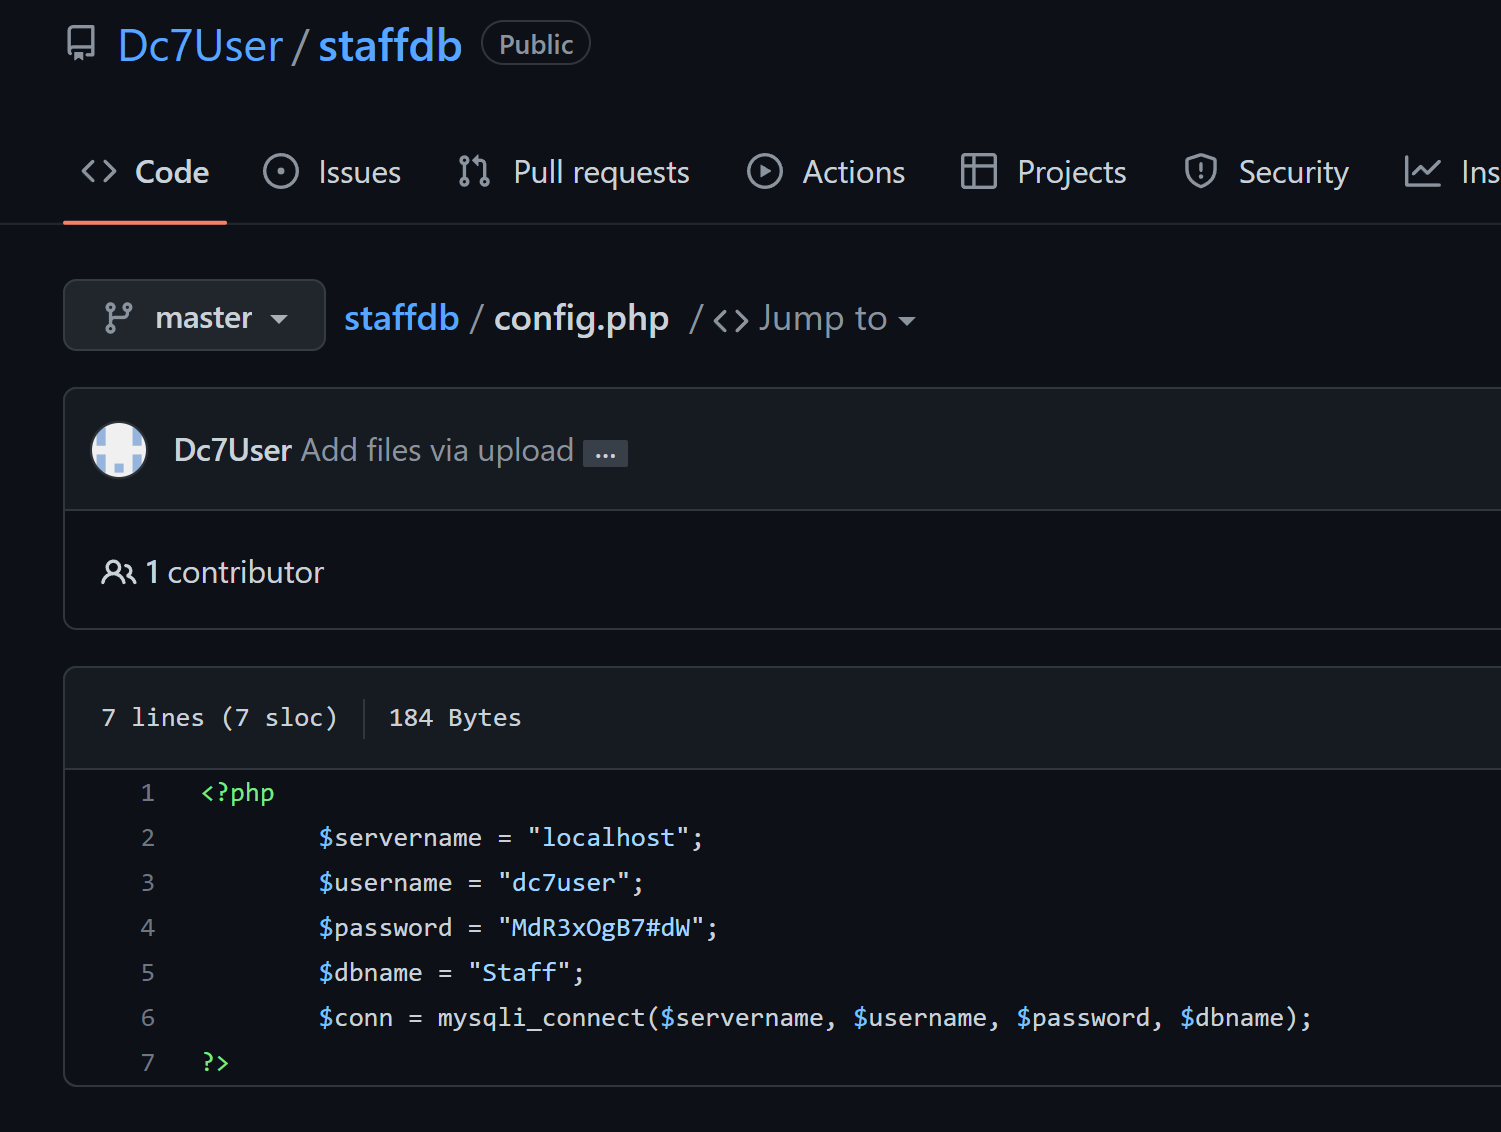 Dc7User / staffdb Public
Code Issues Pull requests Actions Projects Security Ins
master staffdb / config.php / <> Jump to
Dc7User Add files via upload ...
1 contributor
7 lines (7 sloc) 184 Bytes
1 <?php
2 $servername = "localhost";
3 $username = "dc7user";
4 $password = "MdR3xOgB7#dW";
5 $dbname = "Staff";
6 $conn = mysqli_connect($servername, $username, $password, $dbname);
7 ?>